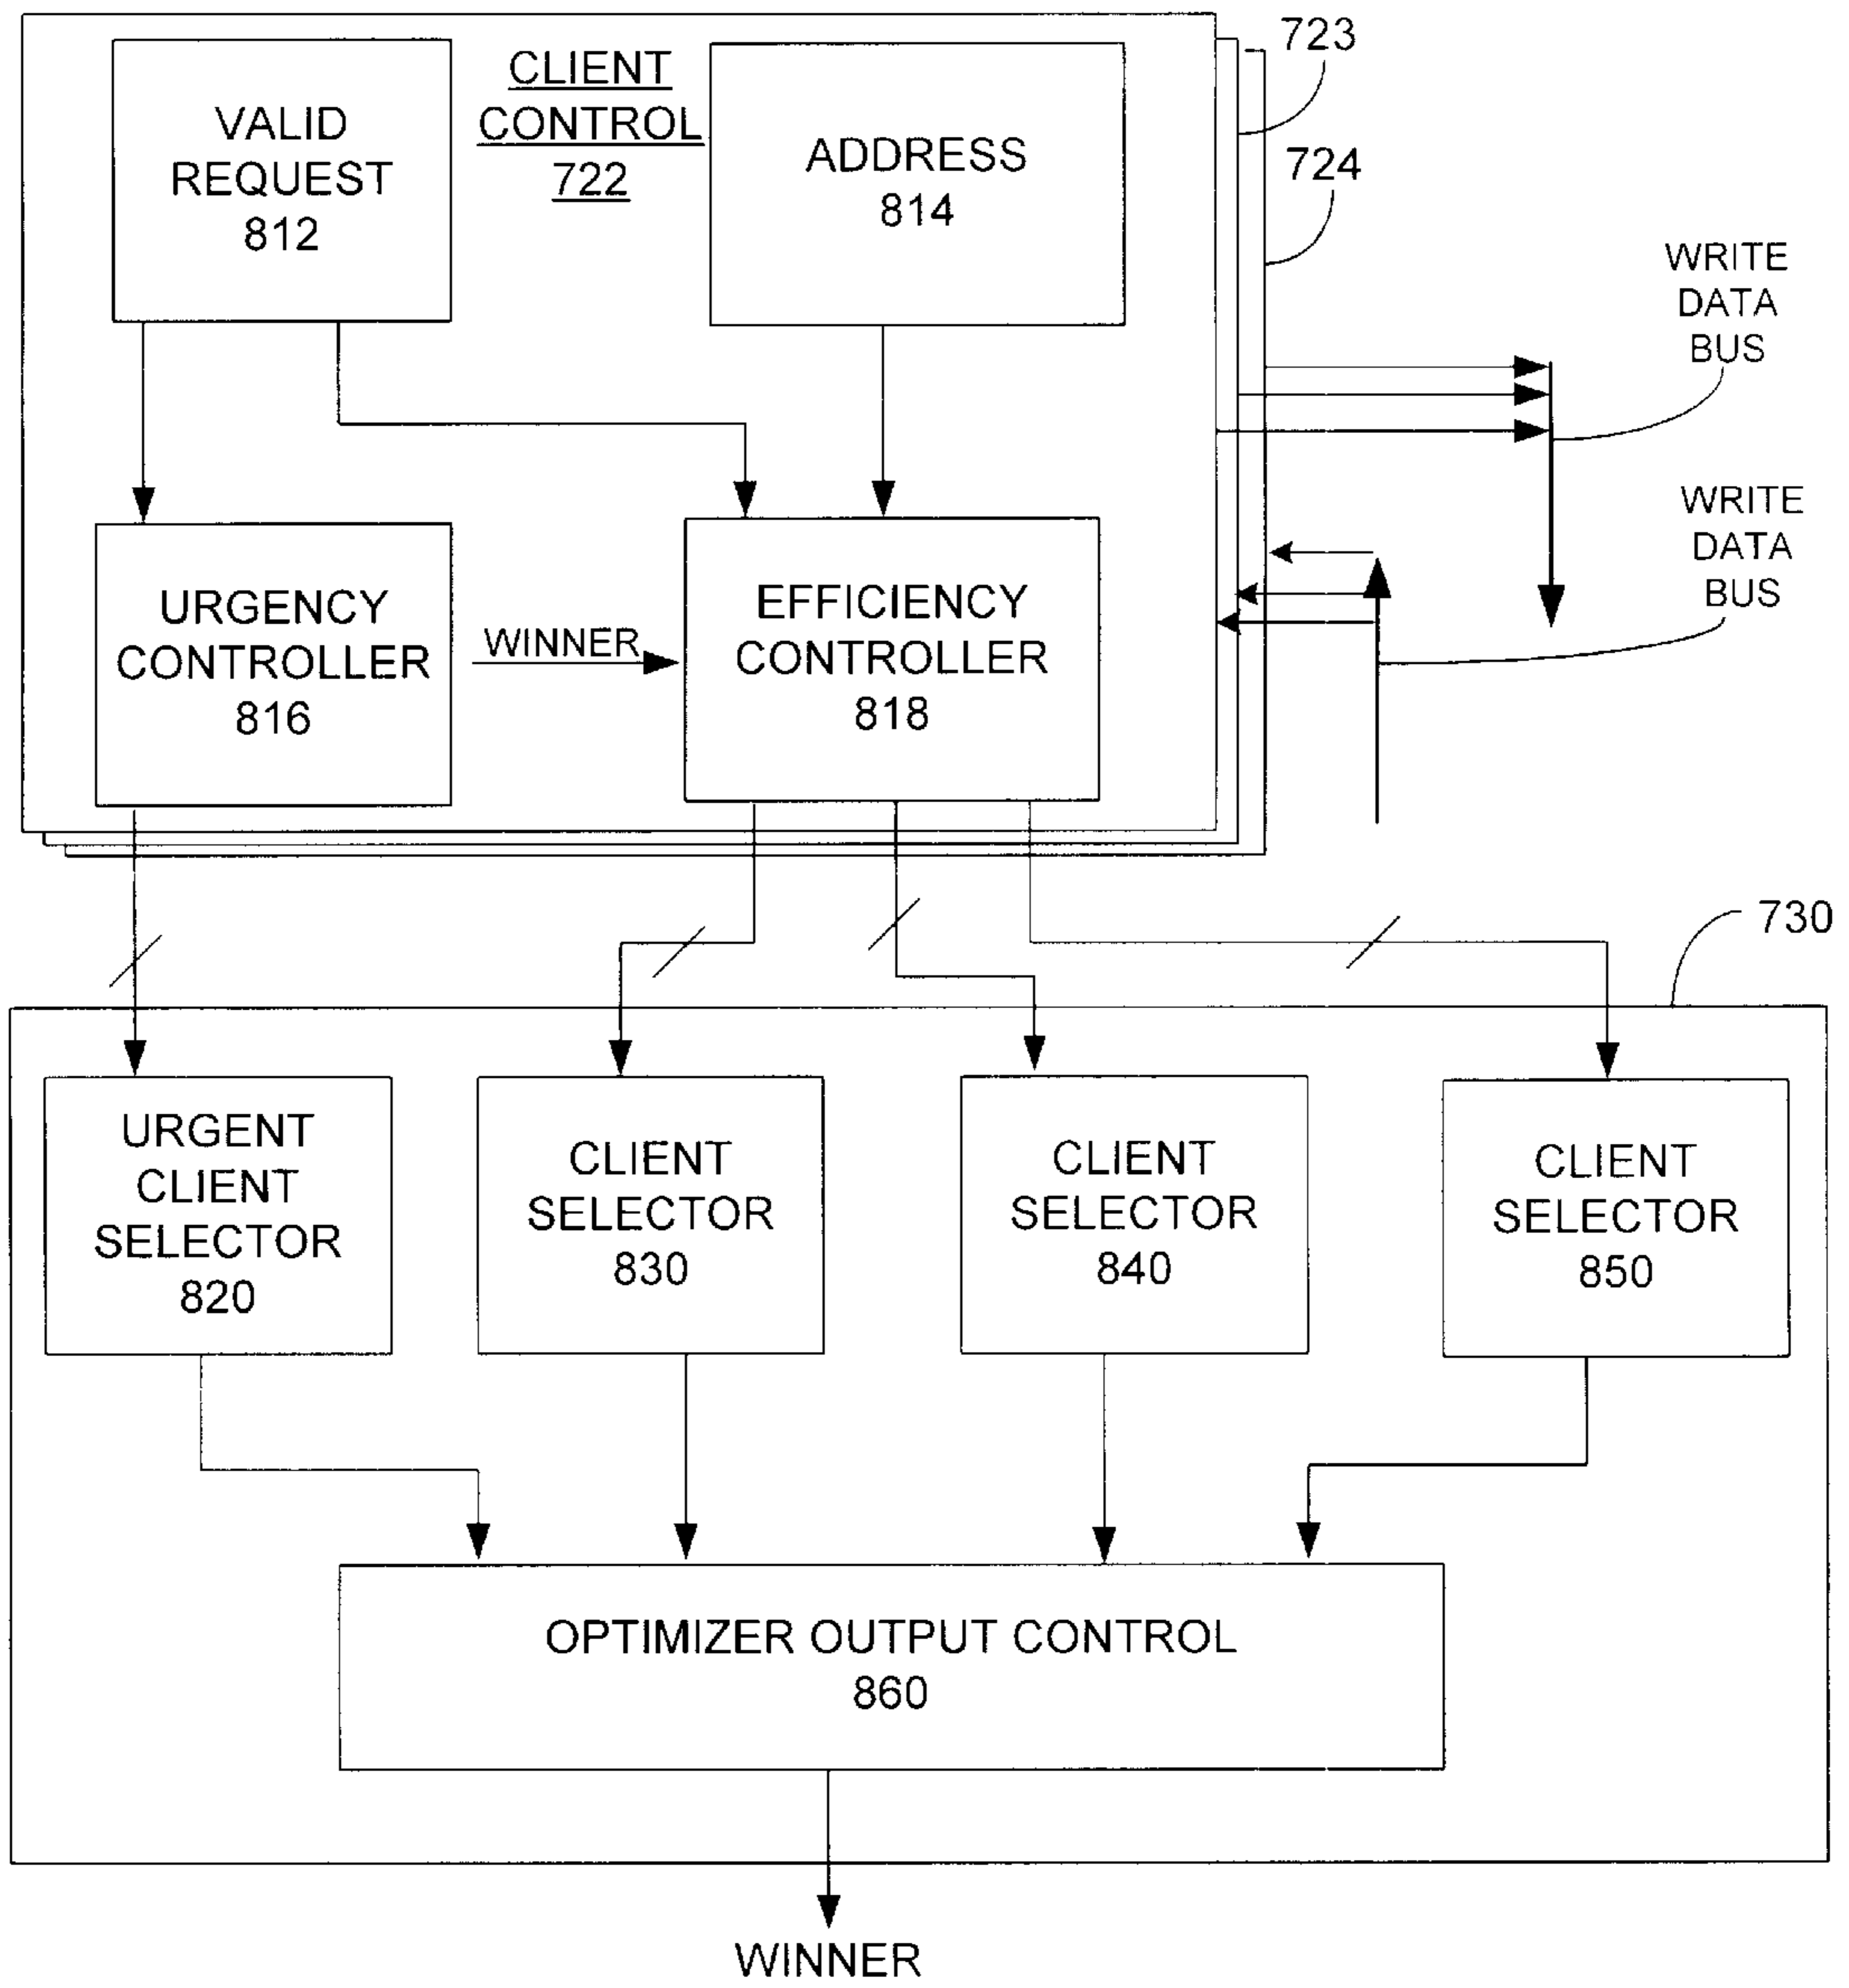 723
CLIENT
CONTROL
722
VALID
REQUEST
812
ADDRESS
814
724
WRITE
DATA
BUS
WRITE
DATA
BUS
URGENCY
CONTROLLER
816
WINNER
EFFICIENCY
CONTROLLER
818
730
URGENT
CLIENT
SELECTOR
820
CLIENT
SELECTOR
830
CLIENT
SELECTOR
840
CLIENT
SELECTOR
850
OPTIMIZER OUTPUT CONTROL
860
WINNER